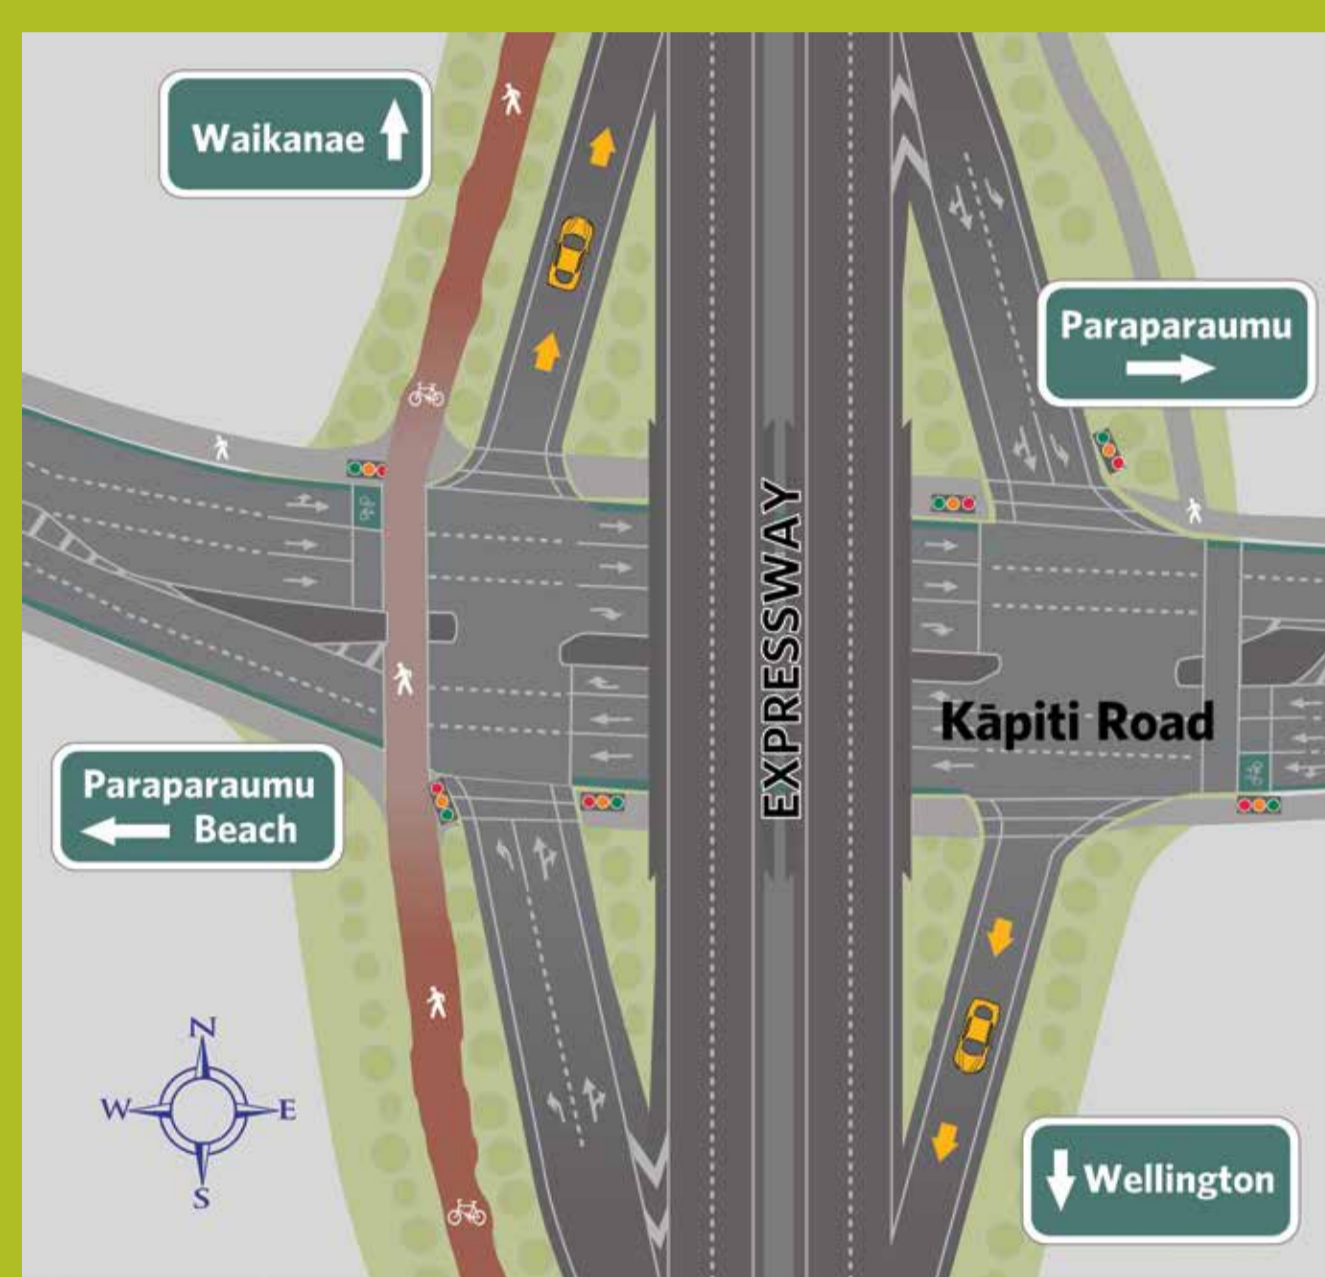 Waikanae
Paraparaumu
EXPRESSWAY
Kāpiti Road
Paraparaumu
Beach
N
W
E
S
Wellington